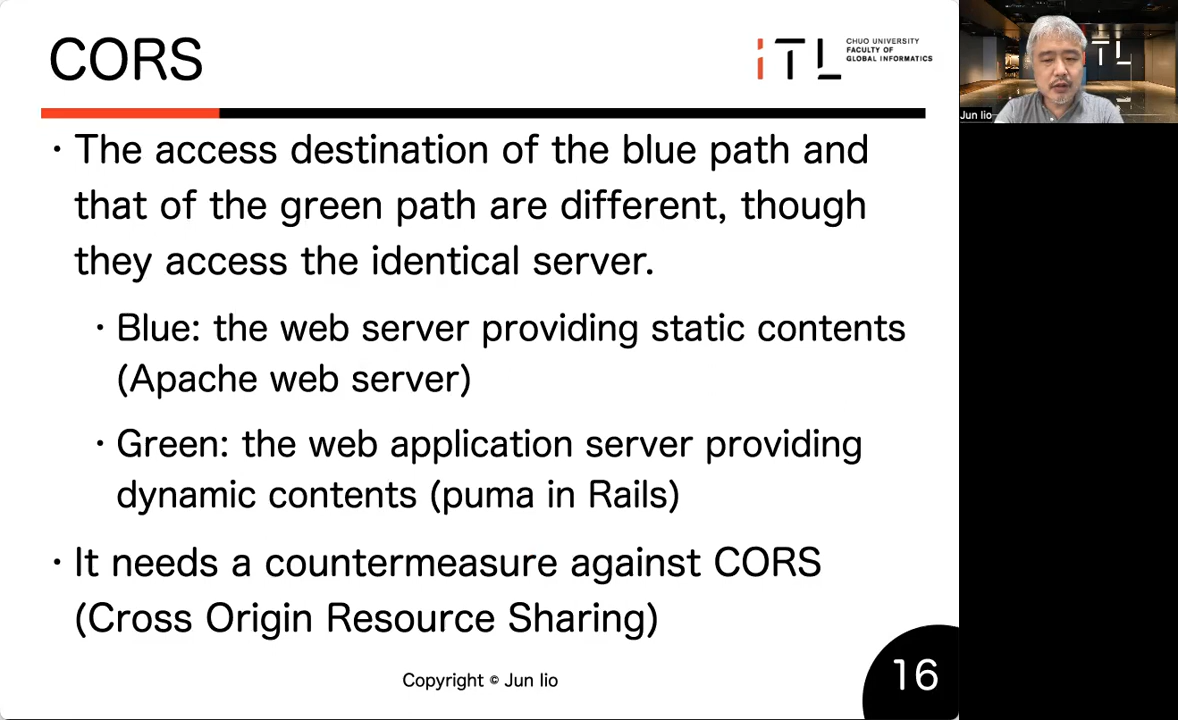 CORS
iTL
CHUO UNIVERSITY
FACULTY OF
GLOBAL INFORMATICS
・The access destination of the blue path and
that of the green path are different, though
they access the identical server.
・Blue: the web server providing static contents
(Apache web server)
・Green: the web application server providing
dynamic contents (puma in Rails)
・It needs a countermeasure against CORS
(Cross Origin Resource Sharing)
Copyright © Jun Iio
16
TL
Jun Iio